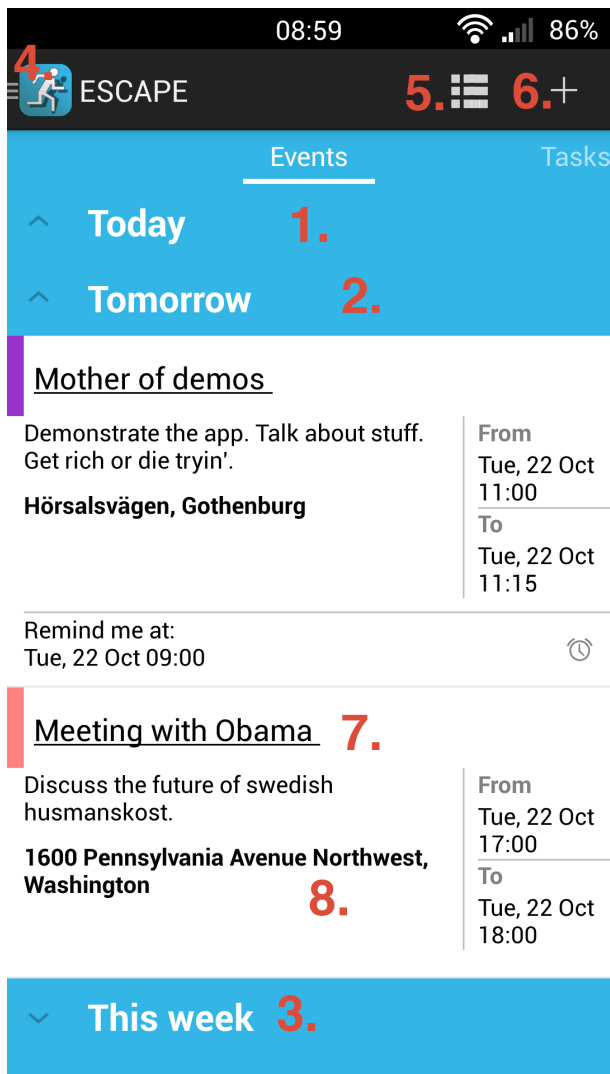 08:59 86%
4. ESCAPE 5. 6.
Events Tasks
Today 1.
Tomorrow 2.
Mother of demos
Demonstrate the app. Talk about stuff.
Get rich or die tryin'.
Hörsalsvägen, Gothenburg
From
Tue, 22 Oct
11:00
To
Tue, 22 Oct
11:15
Remind me at:
Tue, 22 Oct 09:00
Meeting with Obama 7.
Discuss the future of swedish
husmanskost.
1600 Pennsylvania Avenue Northwest,
Washington
8.
From
Tue, 22 Oct
17:00
To
Tue, 22 Oct
18:00
This week 3.